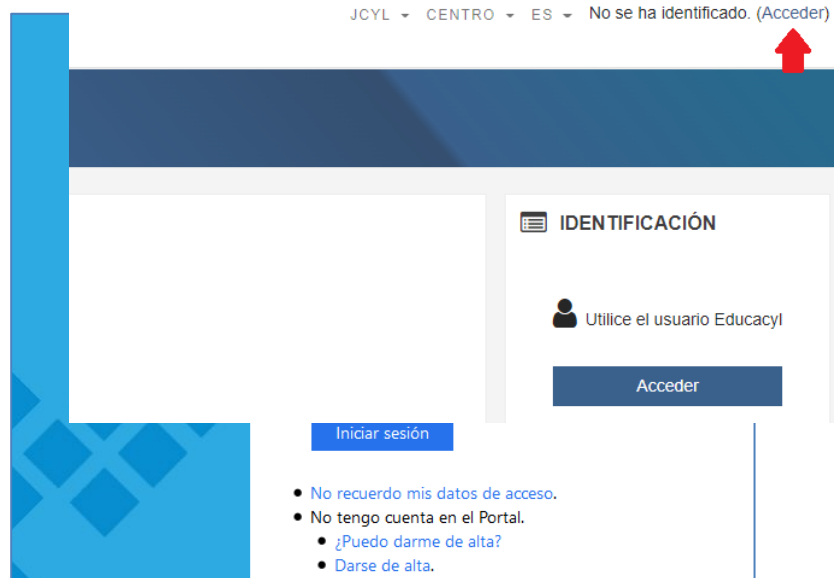 JCYL CENTRO ES No se ha identificado. (Acceder)
IDENTIFICACIÓN
Utilice el usuario Educacyl
Acceder
Iniciar sesión
No recuerdo mis datos de acceso.
No tengo cuenta en el Portal.
¿Puedo darme de alta?
Darse de alta.